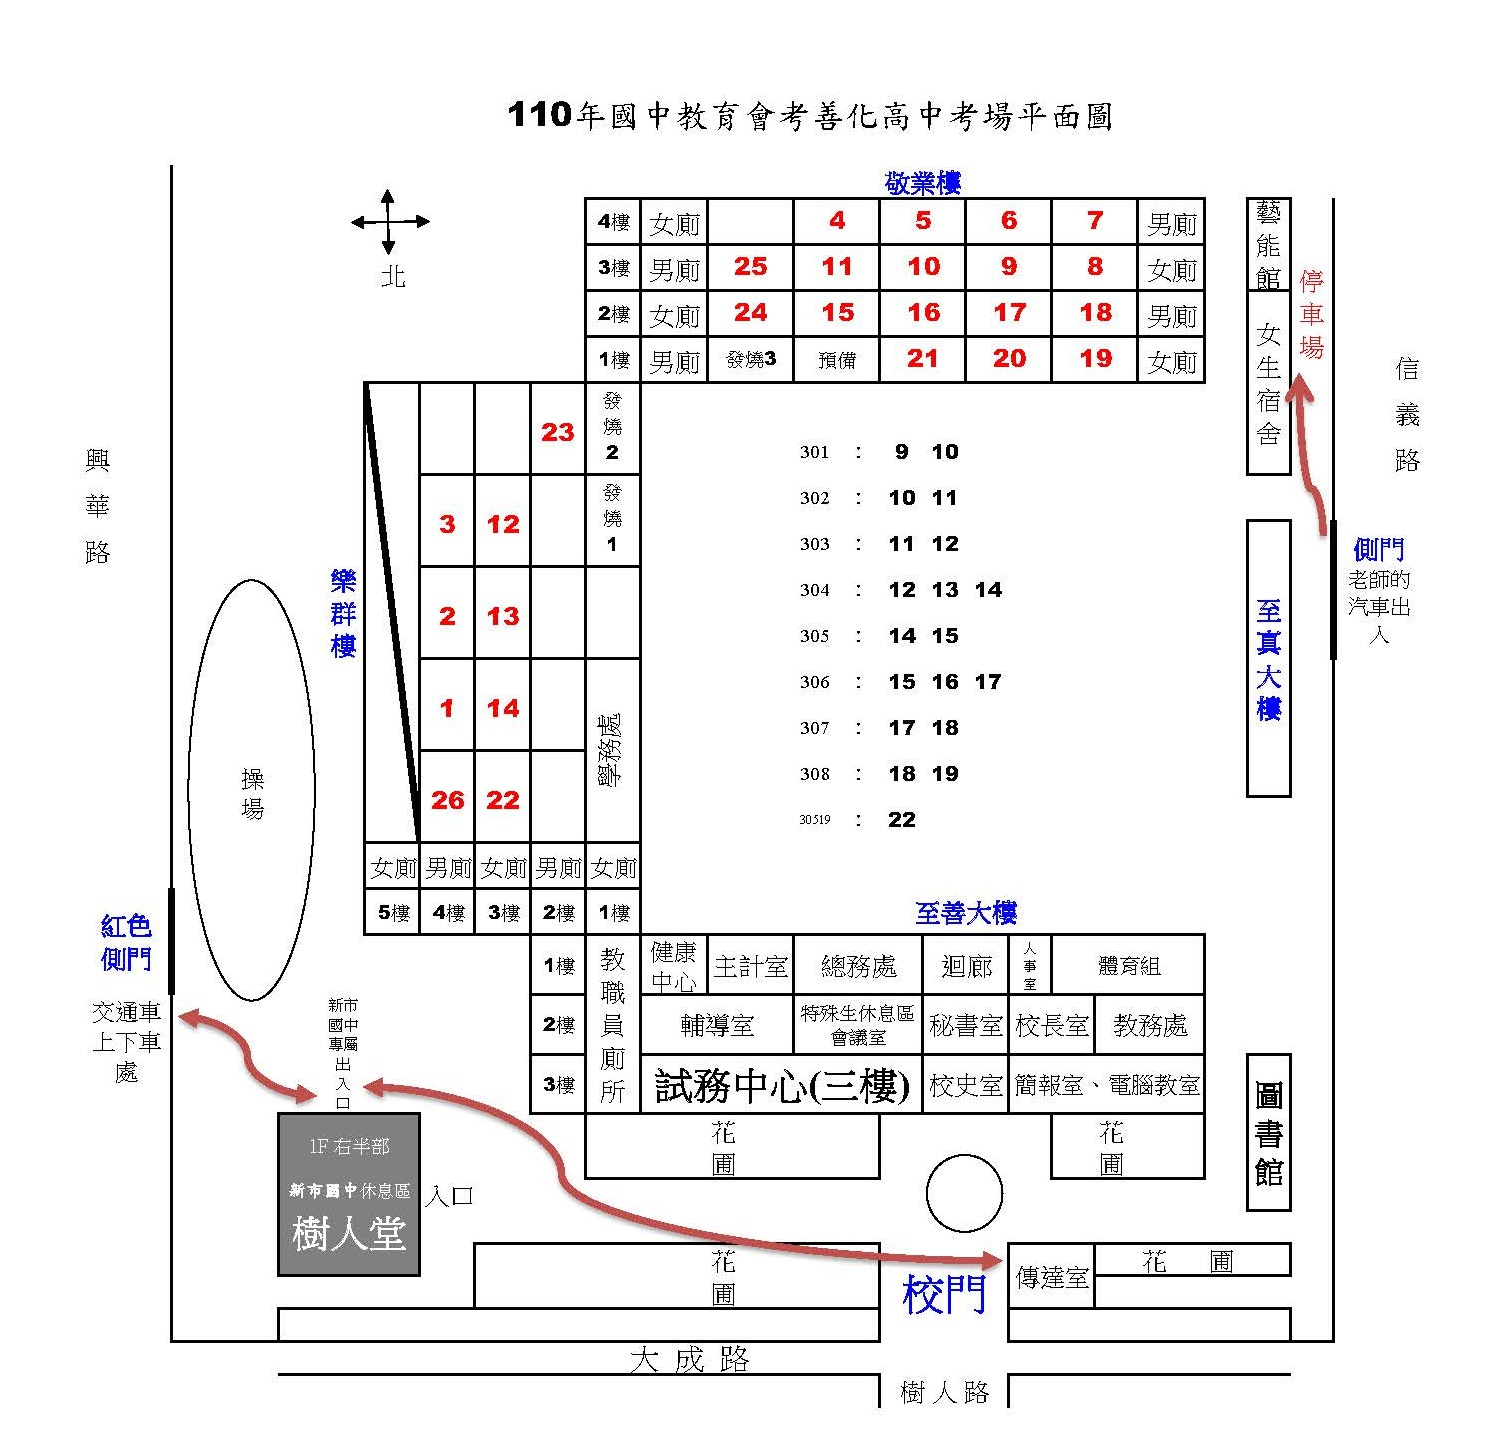 110年國中教育會考善化高中考場平面圖
北
敬業樓
4樓 女廁 4 5 6 7 男廁
3樓 男廁 25 11 10 9 8 女廁
2樓 女廁 24 15 16 17 18 男廁
1樓 男廁 發燒3 預備 21 20 19 女廁
藝能館
女生宿舍
停車場
信義路
興華路
樂群樓
操場
23 發燒2
3 12 發燒1
2 13
1 14 學務處
26 22
女廁 男廁 女廁 男廁 女廁
5樓 4樓 3樓 2樓 1樓
301 : 9 10
302 : 10 11
303 : 11 12
304 : 12 13 14
305 : 14 15
306 : 15 16 17
307 : 17 18
308 : 18 19
30519 : 22
側門
老師的
汽車出
入
至真大樓
紅色
側門
交通車
上下車
處
新市
國中
專屬
出
入
口
至善大樓
教職員廁所
1樓 健康中心 主計室 總務處 迴廊 人事室 體育組
2樓 輔導室 特殊生休息區會議室 秘書室 校長室 教務處
3樓 試務中心(三樓) 校史室 簡報室、電腦教室
花圃 花圃
圖書館
1F 右半部
新市國中休息區
樹人堂
入口
花圃
校門
傳達室
花 圃
大成路
樹人路